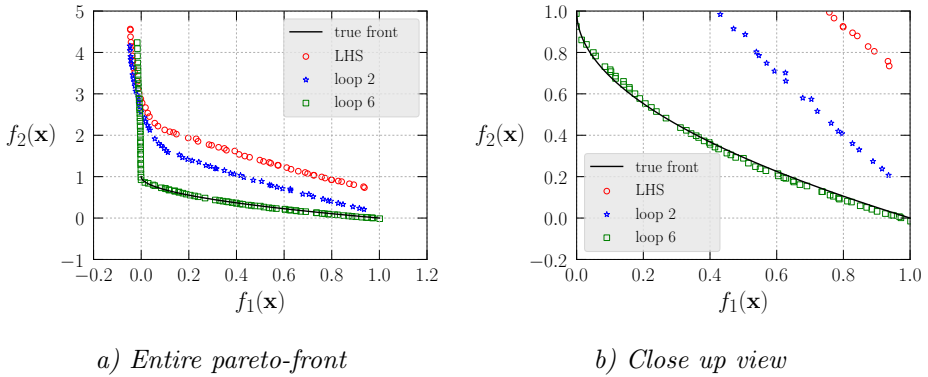 5
4
3
2
1
0
−1
f₂(x)
true front
LHS
loop 2
loop 6
−0.2 0.0 0.2 0.4 0.6 0.8 1.0 1.2
f₁(x)
a) Entire pareto-front
1.0
0.8
0.6
0.4
0.2
0.0
−0.2
f₂(x)
true front
LHS
loop 2
loop 6
0.0 0.2 0.4 0.6 0.8 1.0
f₁(x)
b) Close up view